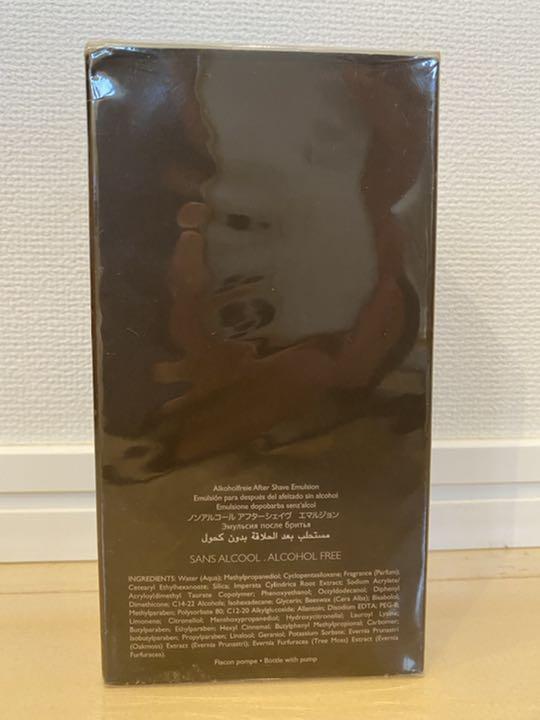 Alkoholfreie After Shave Emulsion
Emulsión para después del afeitado sin alcohol
Emulsione dopobarba senz'alcol
ノンアルコール アフターシェイヴ エマルジョン
Эмульсия после бритья
مستحلب بعد الحلاقة بدون كحول
SANS ALCOOL . ALCOHOL FREE
INGREDIENTS: Water (Aqua); Methylpropanediol; Cyclopentasiloxane; Fragrance (Parfum);
Cetearyl Ethylhexanoate; Silica; Imperata Cylindrica Root Extract; Sodium Acrylate/
Acryloyldimethyl Taurate Copolymer; Phenoxyethanol; Octyldodecanol; Diphenyl
Dimethicone; C14-22 Alcohols; Isohexadecane; Glycerin; Beeswax (Cera Alba); Bisabolol;
Methylparaben; Polysorbate 80; C12-20 Alkylglucoside; Allantoin; Disodium EDTA; PEG-8;
Limonene; Citronellol; Menthoxypropanediol; Hydroxycitronellal; Lauroyl Lysine;
Butylparaben; Ethylparaben; Hexyl Cinnamal; Butylphenyl Methylpropional; Carbomer;
Isobutylparaben; Propylparaben; Linalool; Geraniol; Potassium Sorbate; Evernia Prunastri
(Oakmoss) Extract (Evernia Prunastri); Evernia Furfuracea (Tree Moss) Extract (Evernia
Furfuracea).
Flacon pompe • Bottle with pump